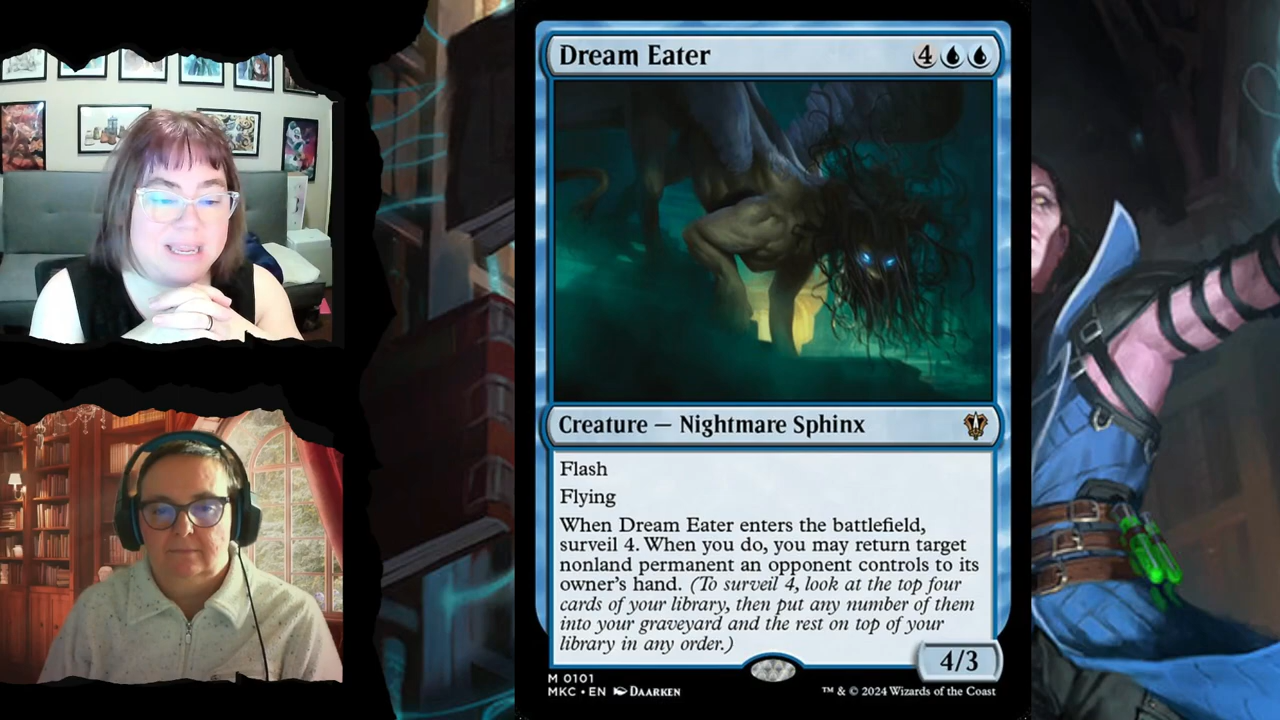 Dream Eater 4
Creature — Nightmare Sphinx
Flash
Flying
When Dream Eater enters the battlefield,
surveil 4. When you do, you may return target
nonland permanent an opponent controls to its
owner's hand. (To surveil 4, look at the top four
cards of your library, then put any number of them
into your graveyard and the rest on top of your
library in any order.)
4/3
M 0101
MKC • EN DAARKEN
™ & © 2024 Wizards of the Coast